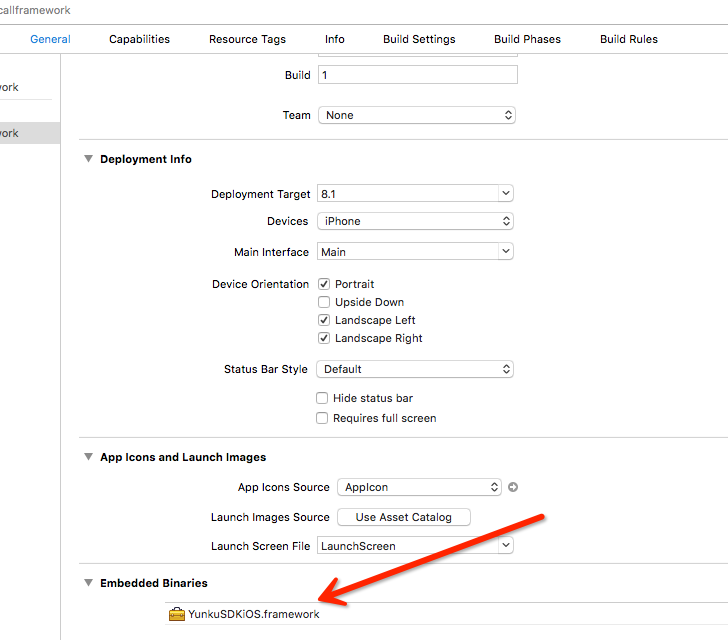 callframework
General Capabilities Resource Tags Info Build Settings Build Phases Build Rules
Build 1
work
Team None
work
Deployment Info
Deployment Target 8.1
Devices iPhone
Main Interface Main
Device Orientation Portrait
Upside Down
Landscape Left
Landscape Right
Status Bar Style Default
Hide status bar
Requires full screen
App Icons and Launch Images
App Icons Source AppIcon
Launch Images Source Use Asset Catalog
Launch Screen File LaunchScreen
Embedded Binaries
YunkuSDKiOS.framework